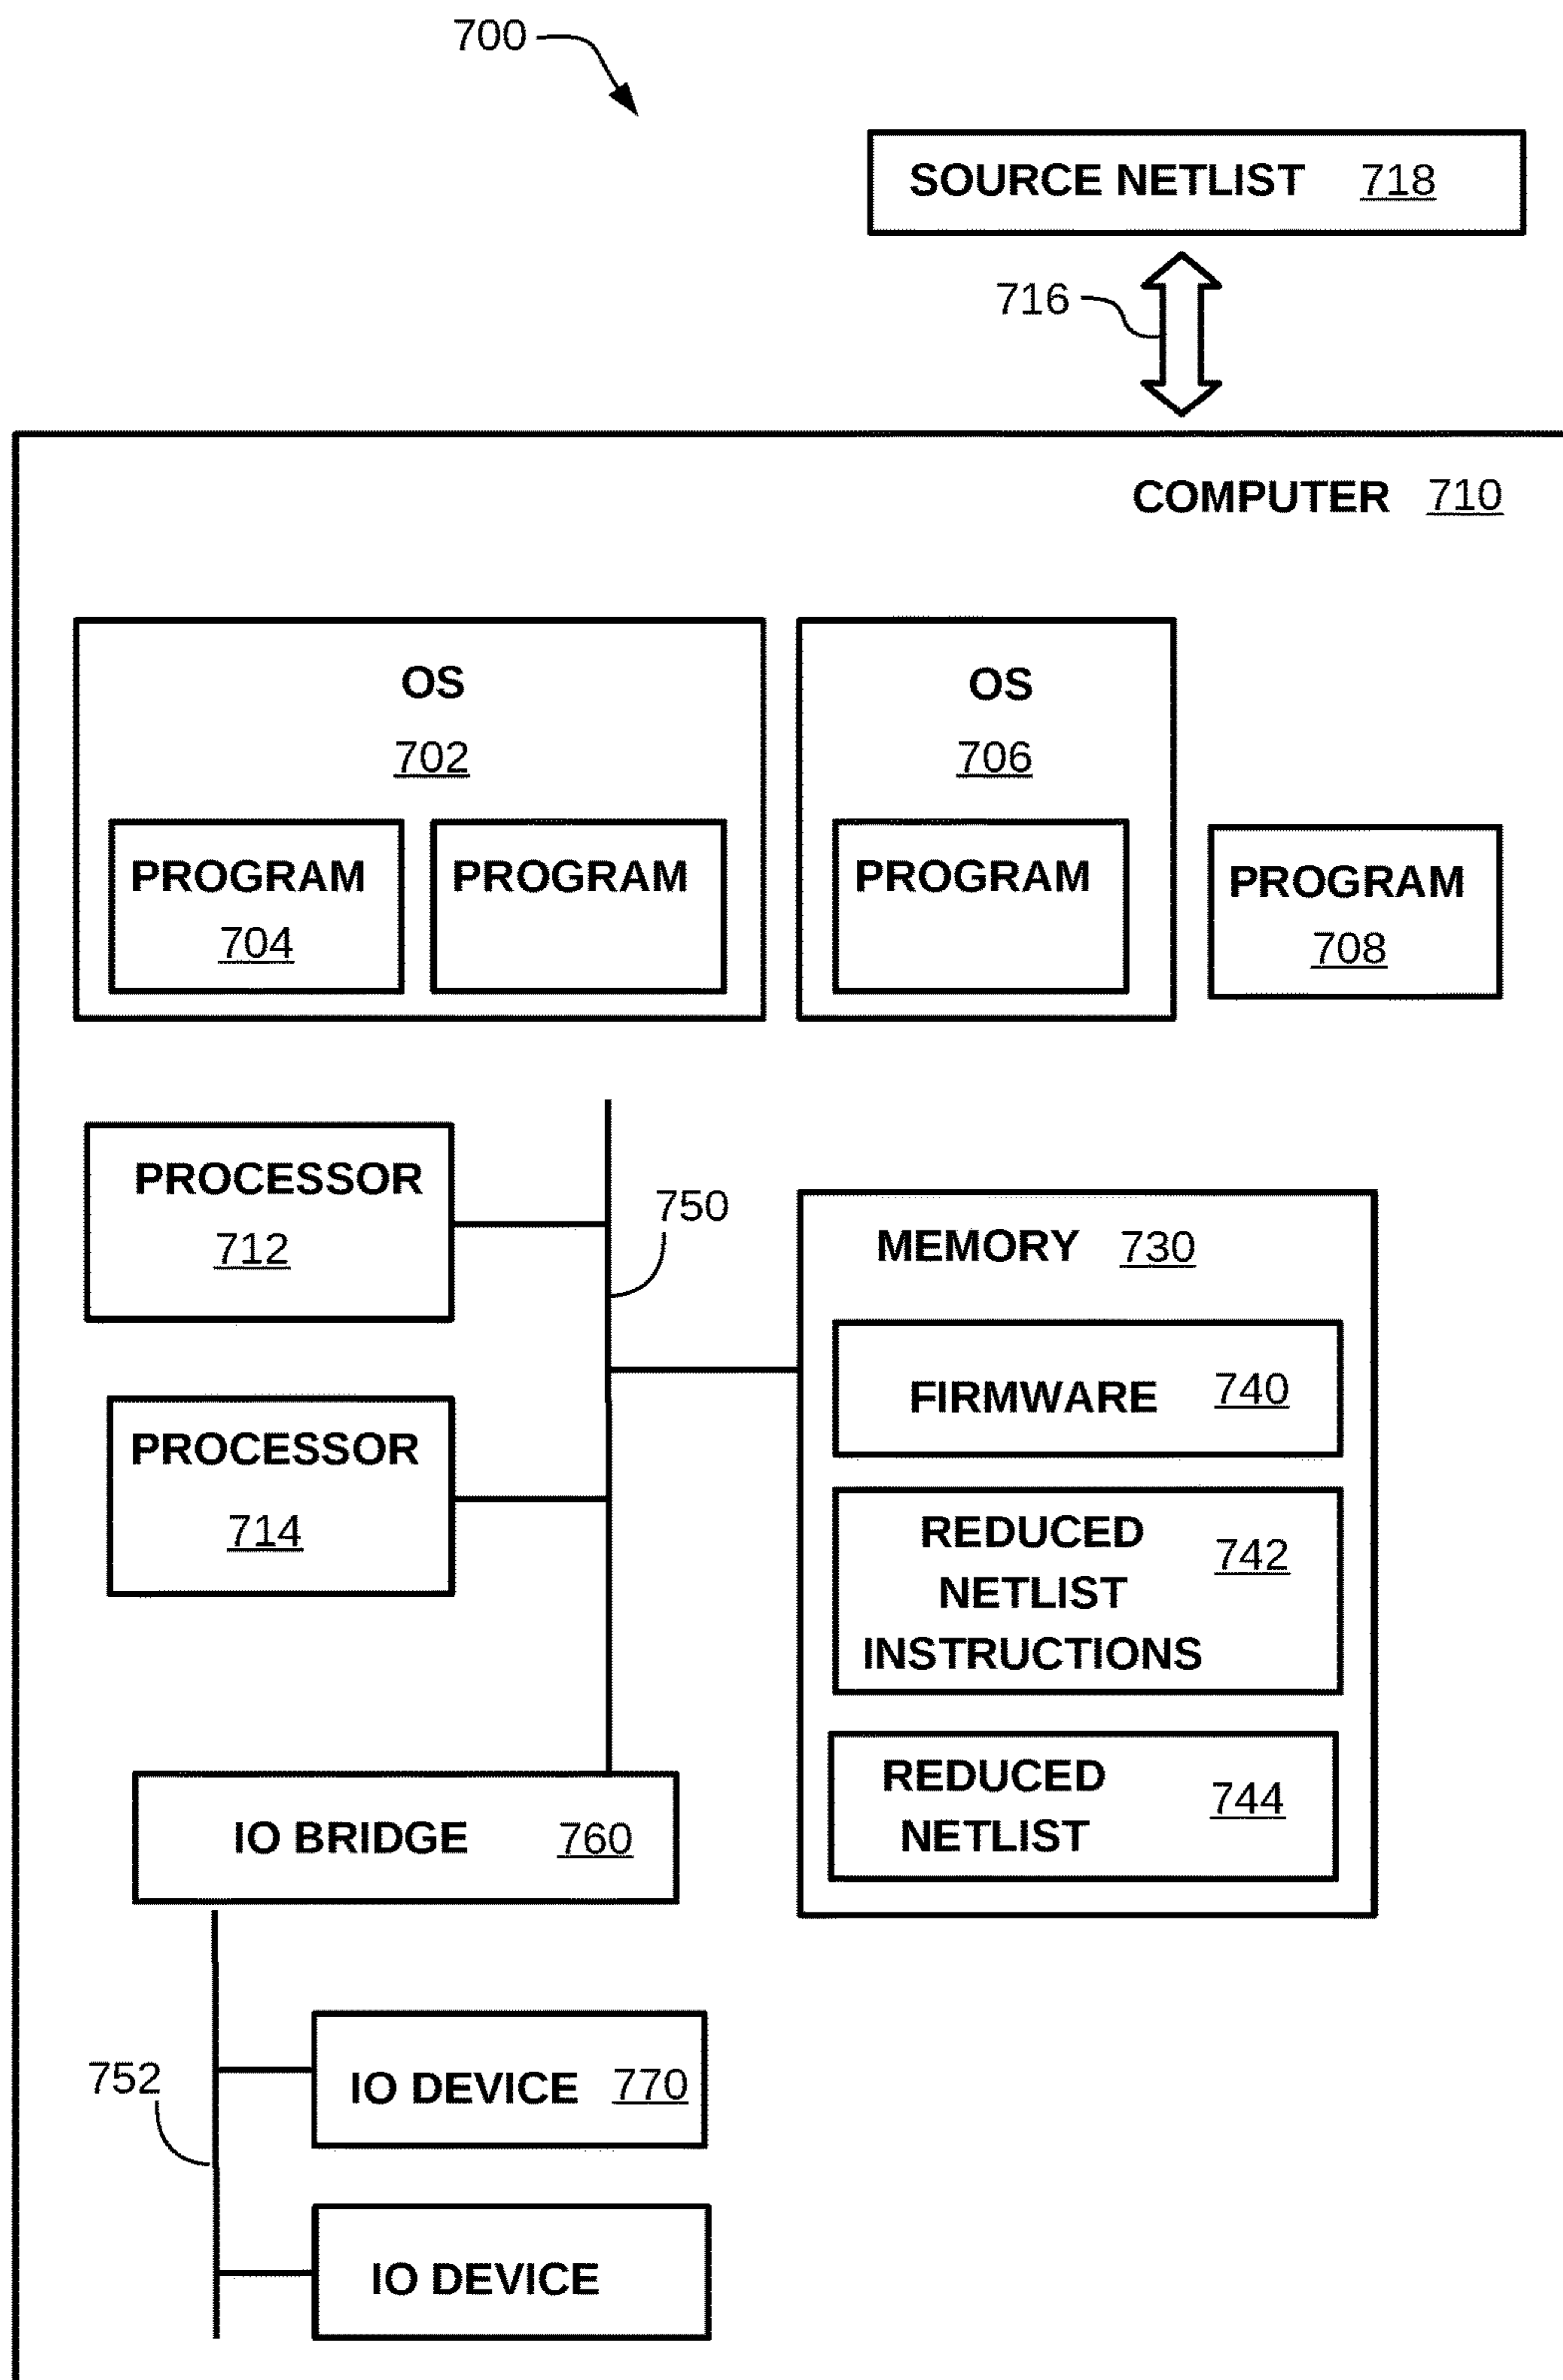 700
SOURCE NETLIST 718
716
COMPUTER 710
OS
702
PROGRAM
704
PROGRAM
OS
706
PROGRAM
PROGRAM
708
PROCESSOR
712
750
MEMORY 730
FIRMWARE 740
PROCESSOR
714
REDUCED
NETLIST
INSTRUCTIONS
742
REDUCED
NETLIST
744
IO BRIDGE 760
752
IO DEVICE 770
IO DEVICE